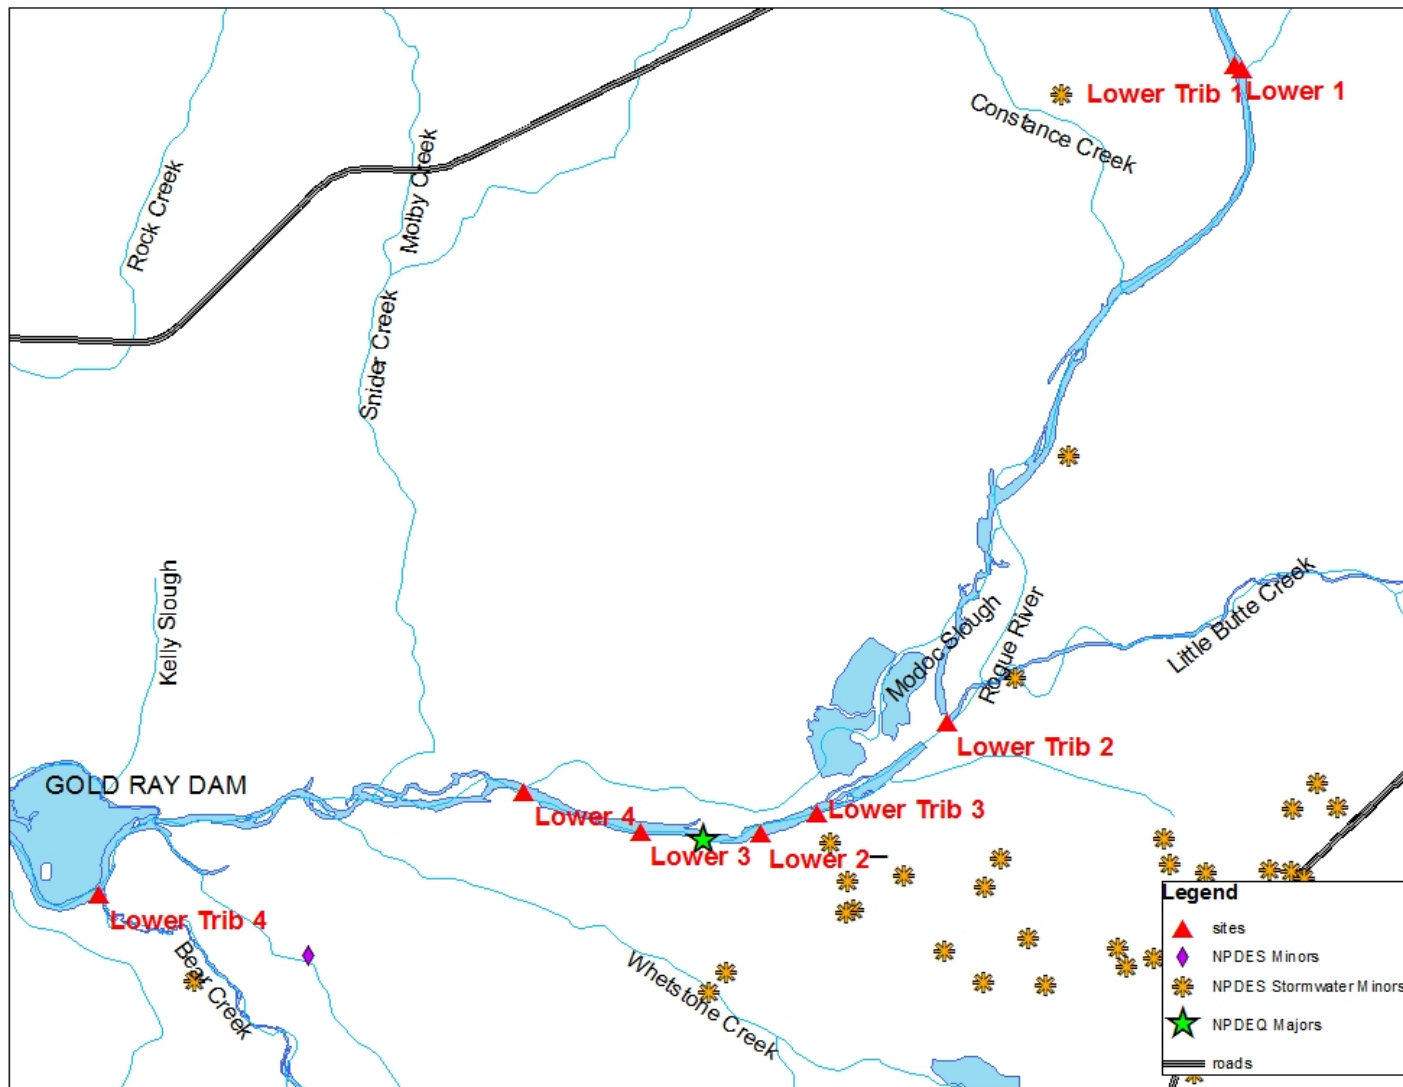 Lower Trib 1
Lower 1
Constance Creek
Rock Creek
Molby Creek
Snider Creek
Kelly Slough
Modoc Slough
Rogue River
Little Butte Creek
Lower Trib 2
GOLD RAY DAM
Lower 4
Lower Trib 3
Lower 3
Lower 2
Lower Trib 4
Bear Creek
Whetstone Creek
Legend
sites
NPDES Minors
NPDES Stormwater Minors
NPDEQ Majors
roads